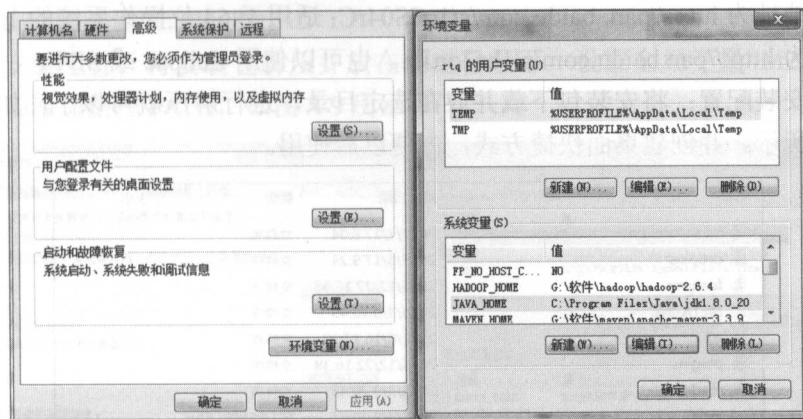 计算机名 硬件 高级 系统保护 远程
要进行大多数更改，您必须作为管理员登录。
性能
视觉效果，处理器计划，内存使用，以及虚拟内存
设置(S)...
用户配置文件
与您登录有关的桌面设置
设置(E)...
启动和故障恢复
系统启动、系统失败和调试信息
设置(T)...
环境变量(N)...
确定 取消 应用(A)
环境变量
rtq 的用户变量(U)
变量 值
TEMP %USERPROFILE%\AppData\Local\Temp
TMP %USERPROFILE%\AppData\Local\Temp
新建(N)... 编辑(E)... 删除(D)
系统变量(S)
变量 值
FP_NO_HOST_C... NO
HADOOP_HOME G:\软件\hadoop\hadoop-2.6.4
JAVA_HOME C:\Program Files\Java\jdk1.8.0_20
MAVEN_HOME G:\软件\maven\apache-maven-3.3.9
新建(W)... 编辑(I)... 删除(L)
确定 取消